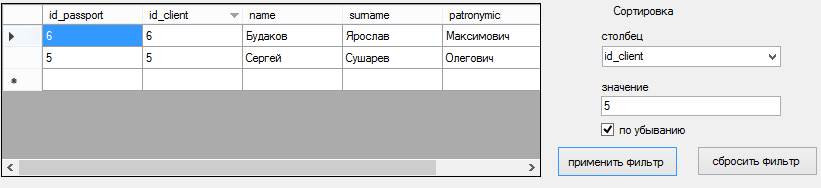 id_passport id_client name surname patronymic
6 6 Будаков Ярослав Максимович
5 5 Сергей Сушарев Олегович
Сортировка
столбец
id_client
значение
5
по убыванию
применить фильтр сбросить фильтр